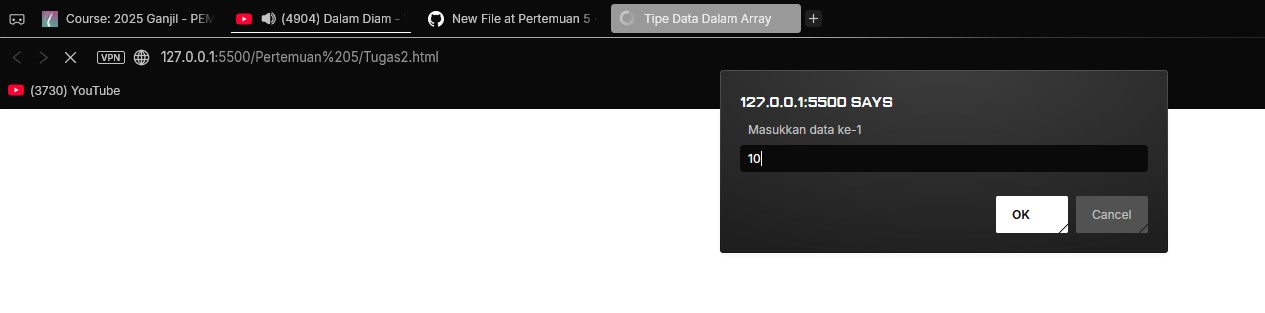 Course: 2025 Ganjil - PEM
(4904) Dalam Diam -
New File at Pertemuan 5
Tipe Data Dalam Array
VPN
127.0.0.1:5500/Pertemuan%205/Tugas2.html
(3730) YouTube
127.0.0.1:5500 SAYS
Masukkan data ke-1
10
OK
Cancel